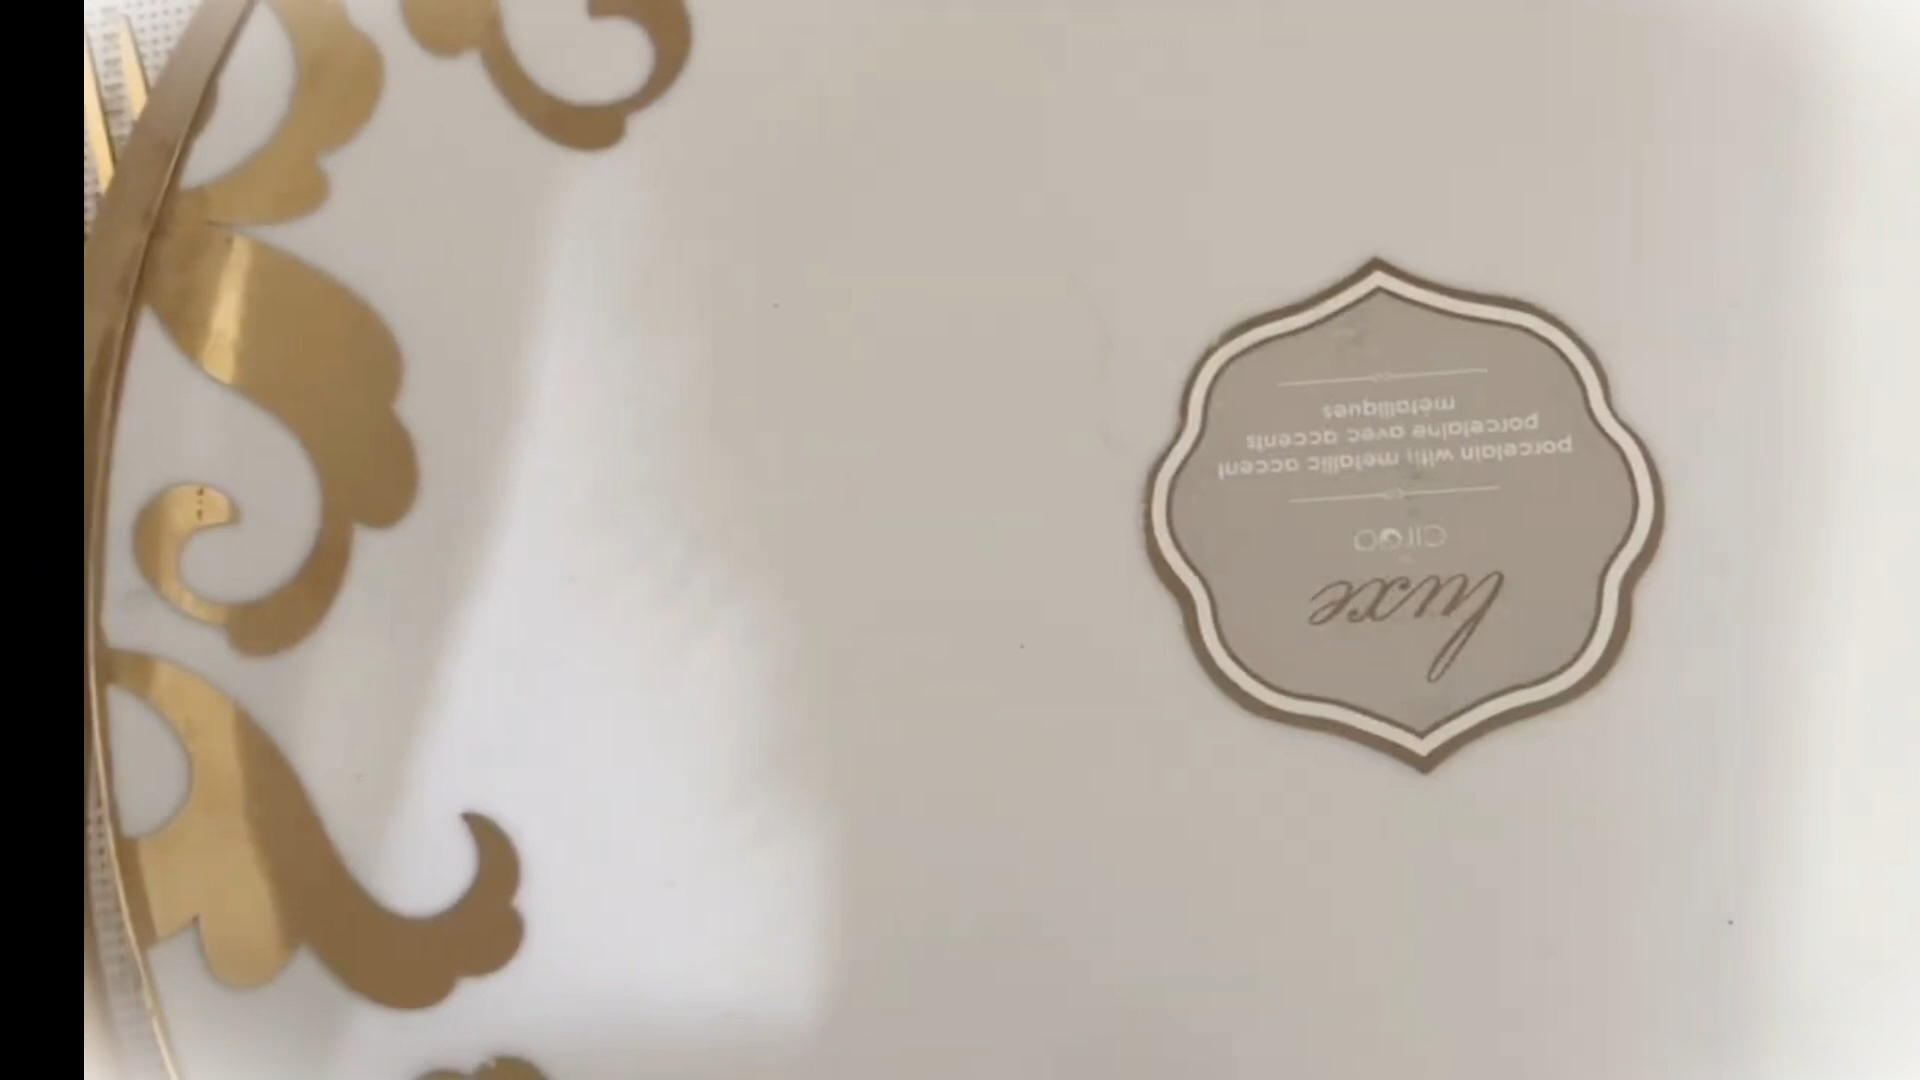 luxe
ciroa
porcelain with metallic accent
porcelaine avec accents
métalliques